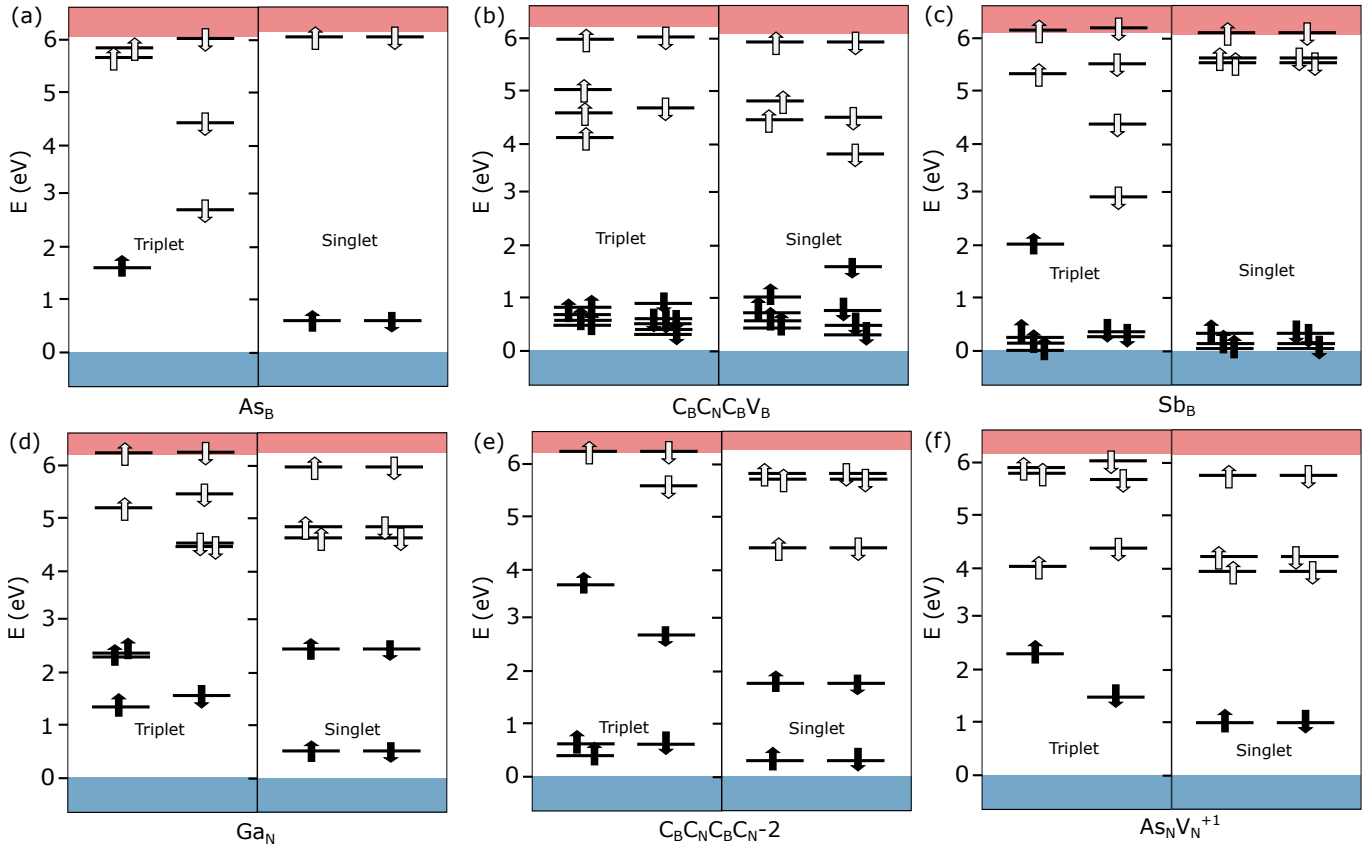 (a)
E (eV)
6
5
4
3
2
1
0
Triplet
Singlet
As_B
(b)
E (eV)
6
5
4
3
2
1
0
Triplet
Singlet
C_BC_NC_BV_B
(c)
E (eV)
6
5
4
3
2
1
0
Triplet
Singlet
Sb_B
(d)
E (eV)
6
5
4
3
2
1
0
Triplet
Singlet
Ga_N
(e)
E (eV)
6
5
4
3
2
1
0
Triplet
Singlet
C_BC_NC_BC_N-2
(f)
E (eV)
6
5
4
3
2
1
0
Triplet
Singlet
As_NV_N^+1